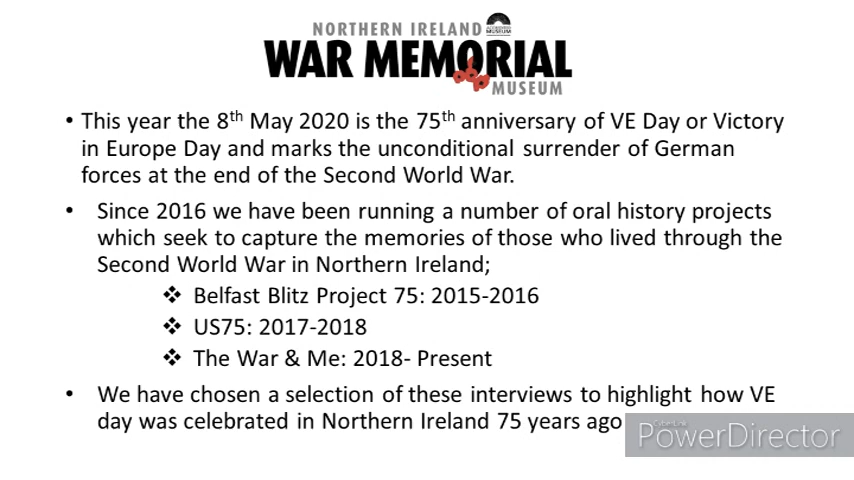 NORTHERN IRELAND
WAR MEMORIAL
MUSEUM
• This year the 8th May 2020 is the 75th anniversary of VE Day or Victory
in Europe Day and marks the unconditional surrender of German
forces at the end of the Second World War.
• Since 2016 we have been running a number of oral history projects
which seek to capture the memories of those who lived through the
Second World War in Northern Ireland;
❖ Belfast Blitz Project 75: 2015-2016
❖ US75: 2017-2018
❖ The War & Me: 2018- Present
• We have chosen a selection of these interviews to highlight how VE
day was celebrated in Northern Ireland 75 years ago
CyberLink
PowerDirector